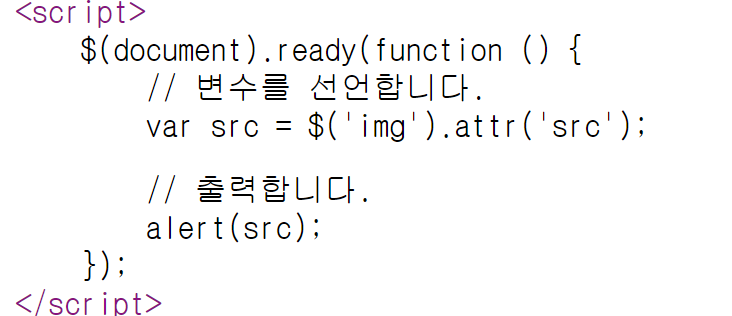 <script>
    $(document).ready(function () {
        // 변수를 선언합니다.
        var src = $('img').attr('src');
        // 출력합니다.
        alert(src);
    });
</script>